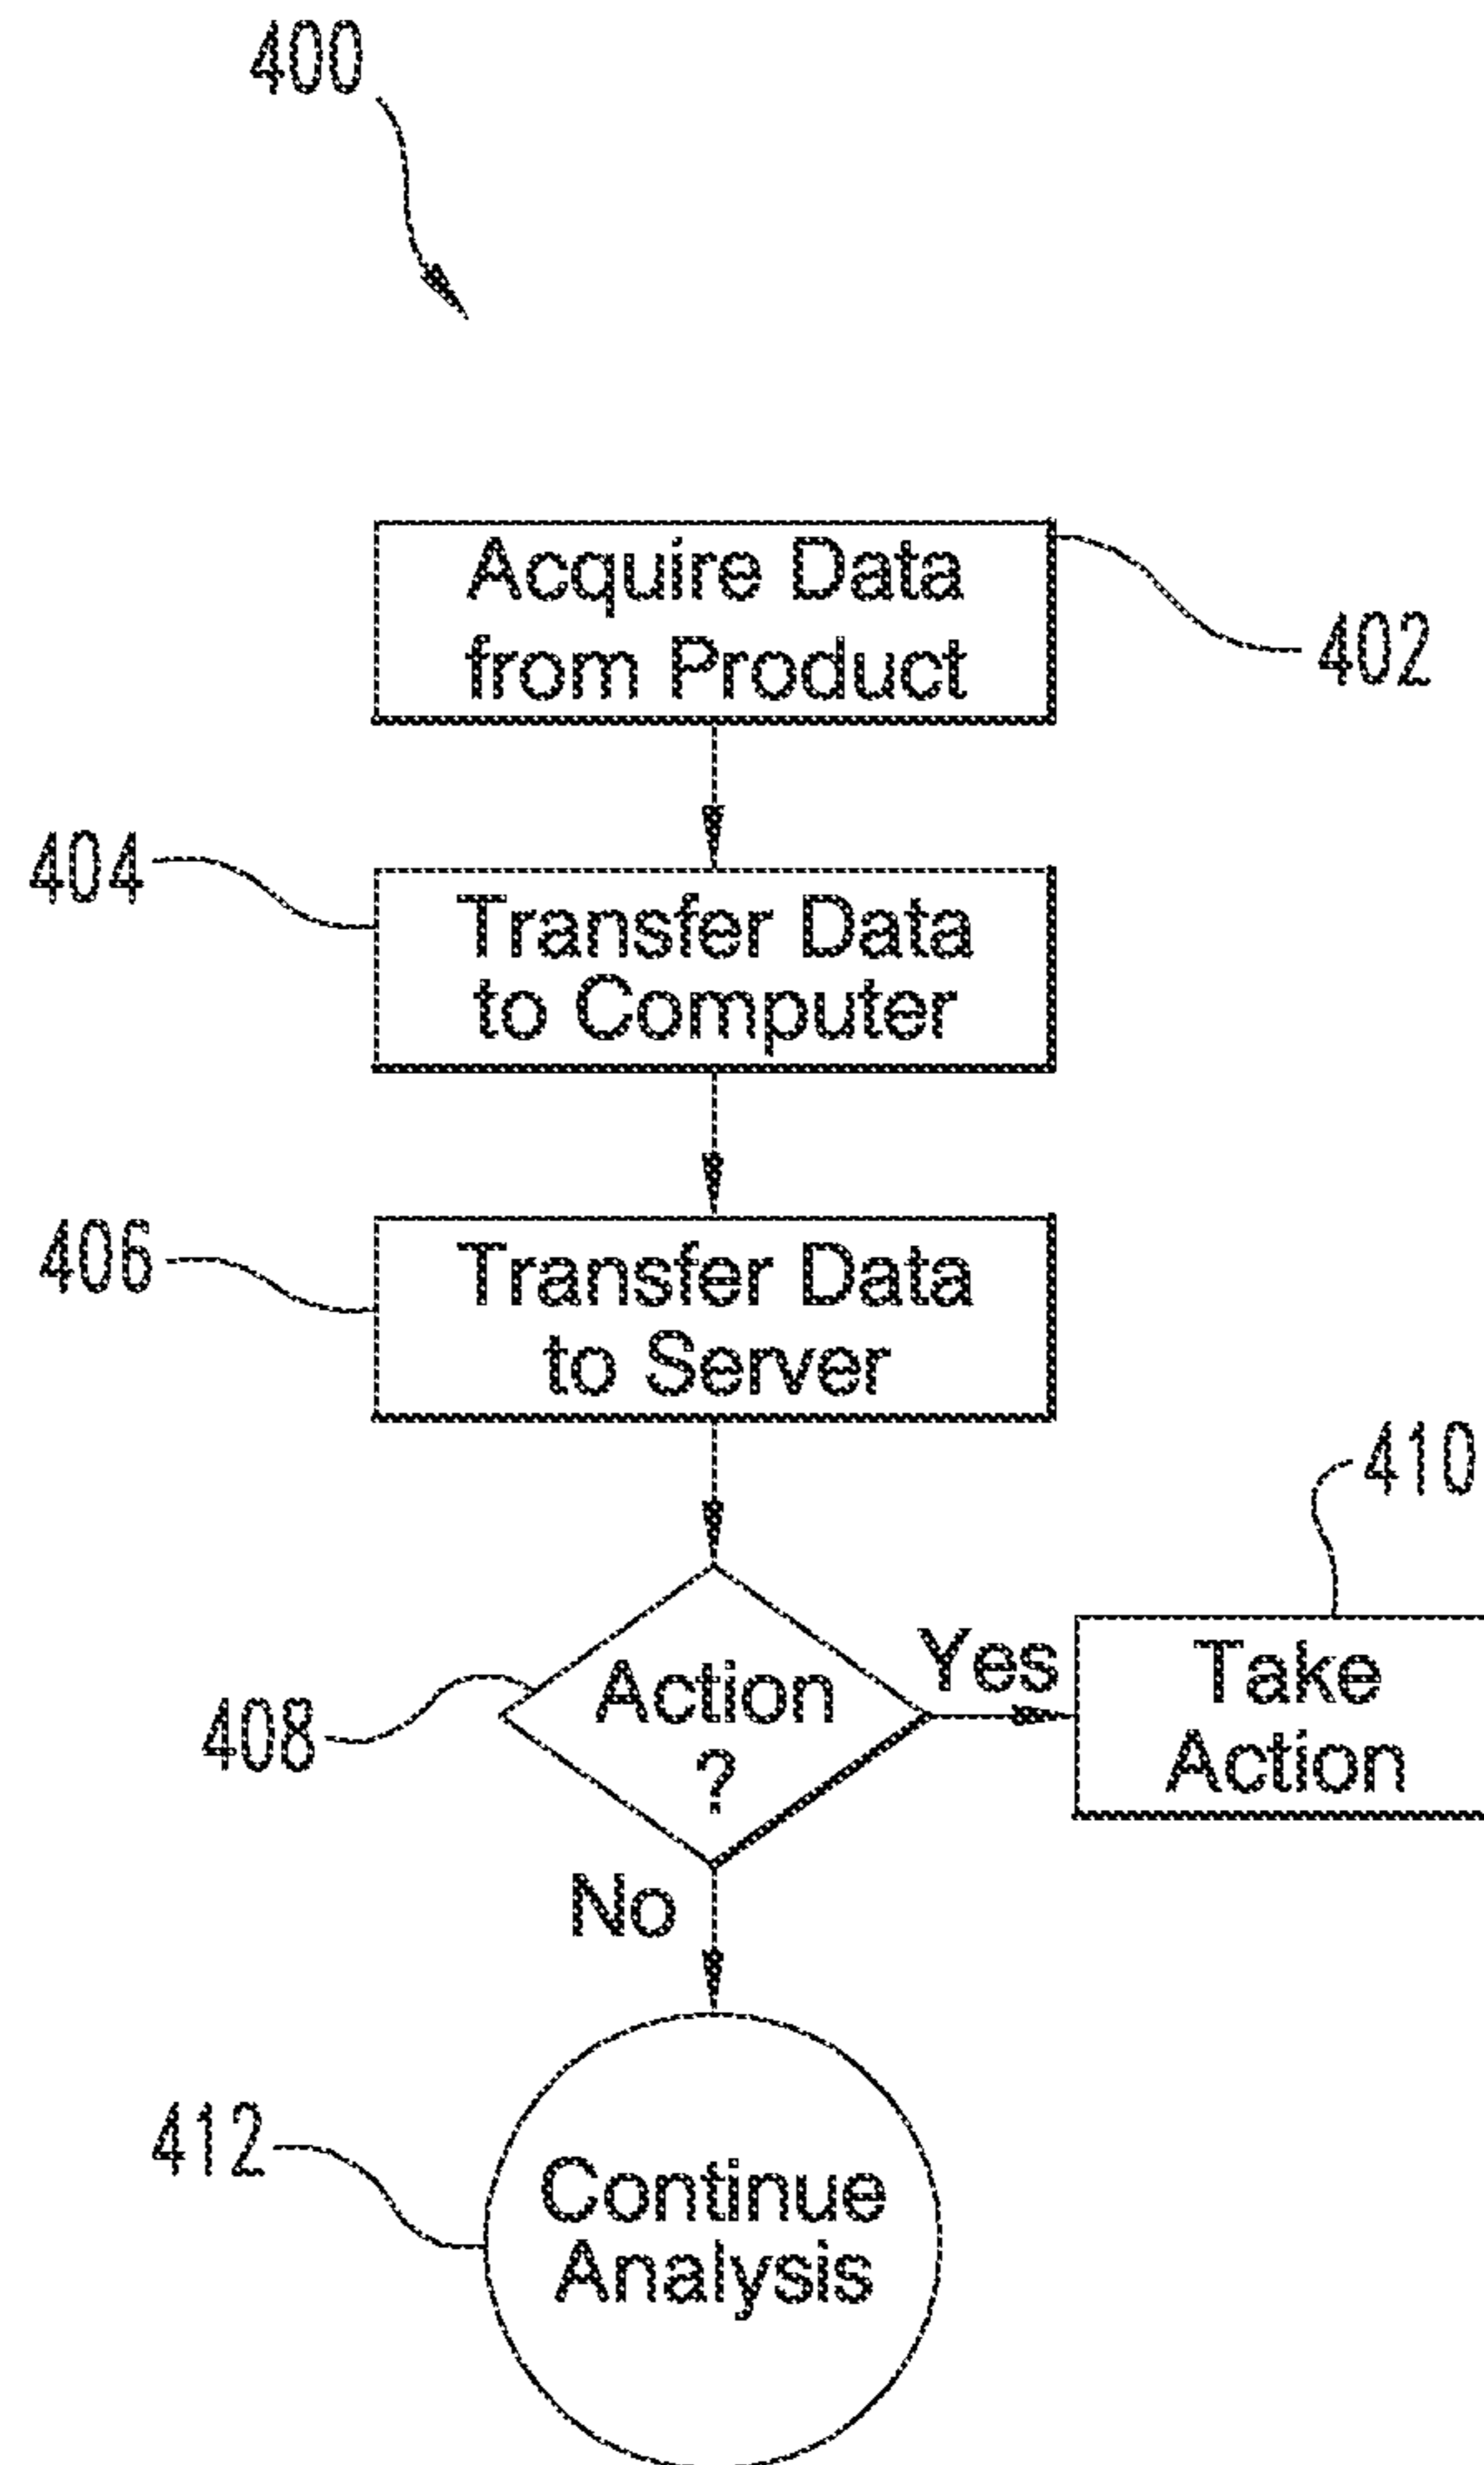 400
Acquire Data
from Product
402
404
Transfer Data
to Computer
406
Transfer Data
to Server
410
408
Action
?
Yes
Take
Action
No
412
Continue
Analysis